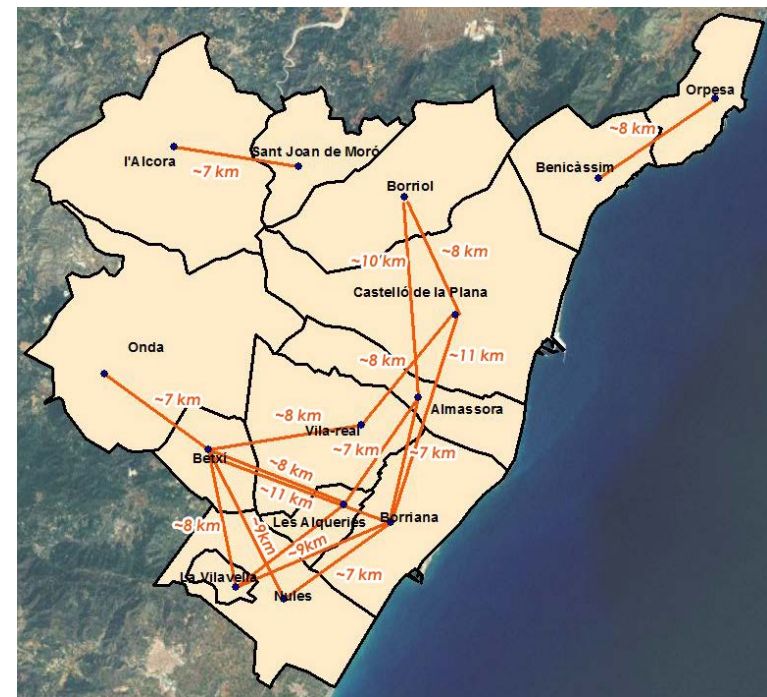 Orpesa
~8 km
l'Alcora
Sant Joan de Moró
~7 km
Benicàssim
Borriol
~10 km
~8 km
Castelló de la Plana
Onda
~8 km
~11 km
~7 km
~8 km
Almassora
Vila-real
~7 km
~7 km
Betxí
~8 km
~11 km
Les Alqueries
Borriana
~8 km
~9km
~9km
~7 km
La Vilavella
Nules